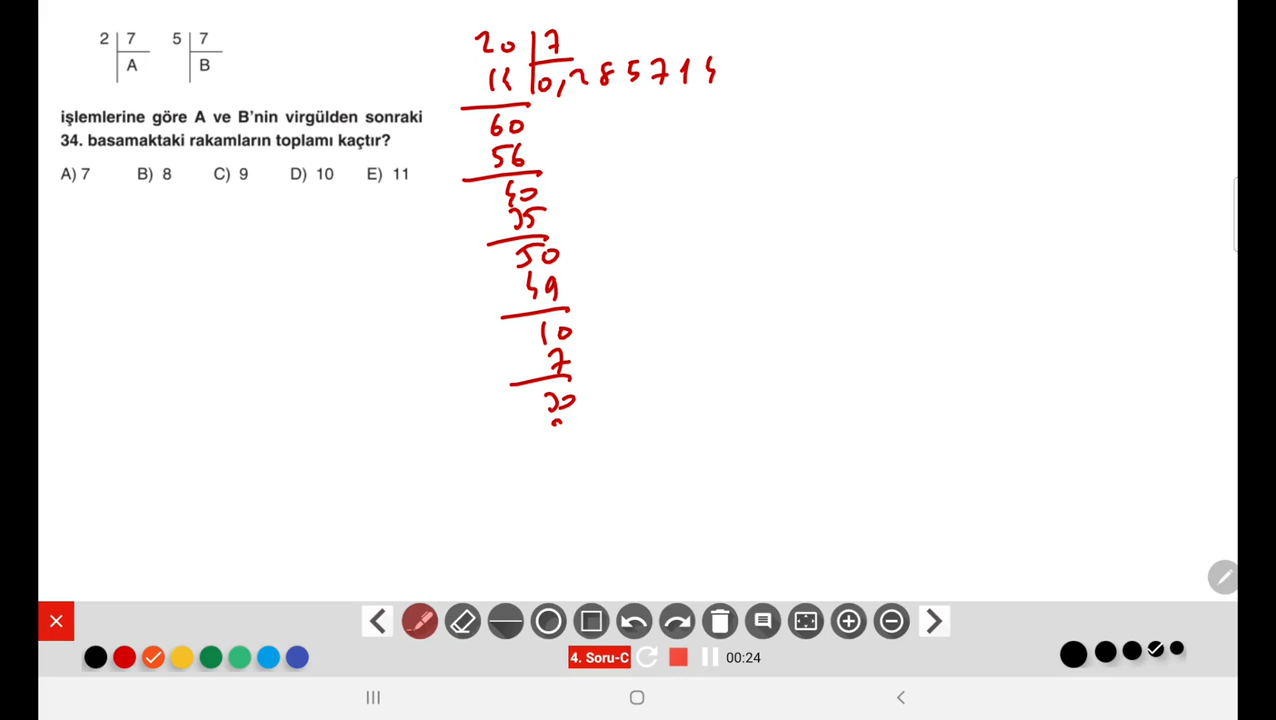 2 7 5 7
A B
işlemlerine göre A ve B'nin virgülden sonraki
34. basamaktaki rakamların toplamı kaçtır?
A) 7 B) 8 C) 9 D) 10 E) 11
20 7
14 0,285714
60
56
40
35
50
49
10
7
30
4. Soru-C 00:24